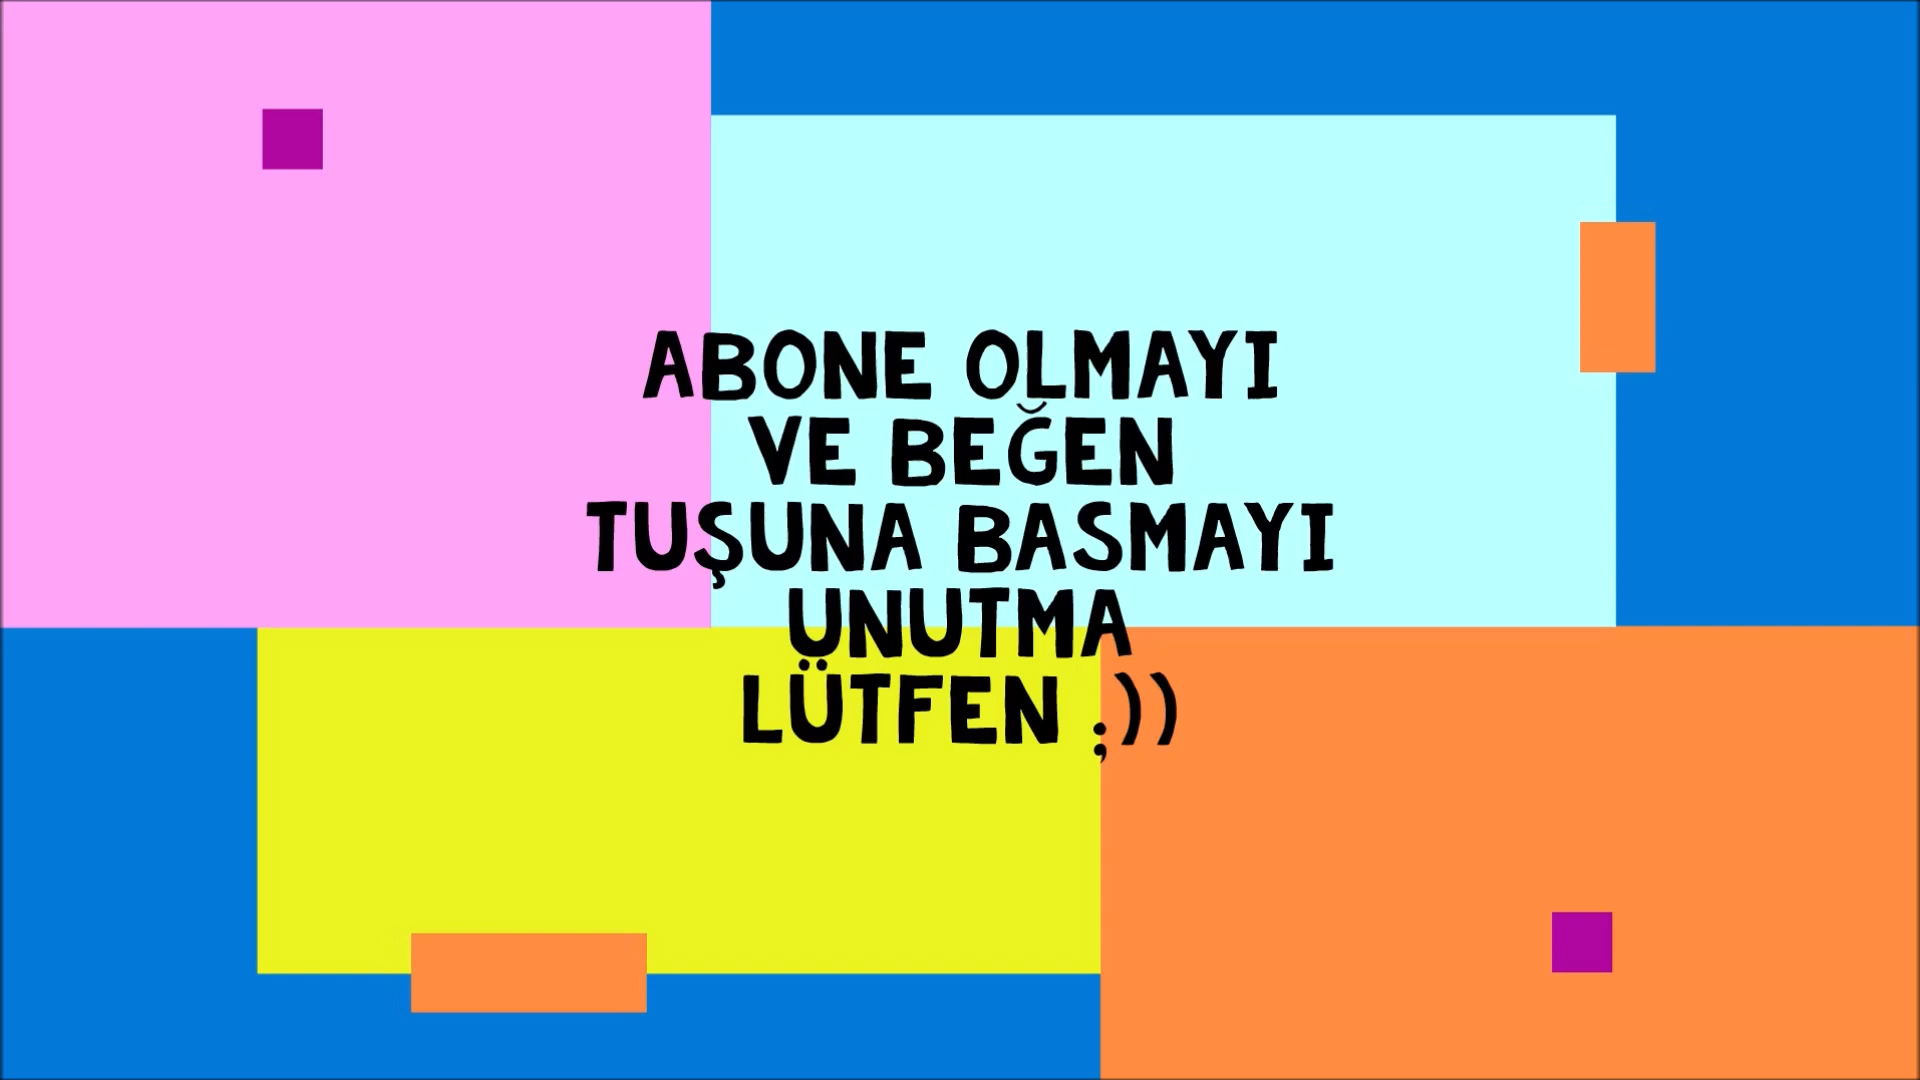 ABONE OLMAYI
VE BEĞEN
TUŞUNA BASMAYI
UNUTMA
LÜTFEN ;))